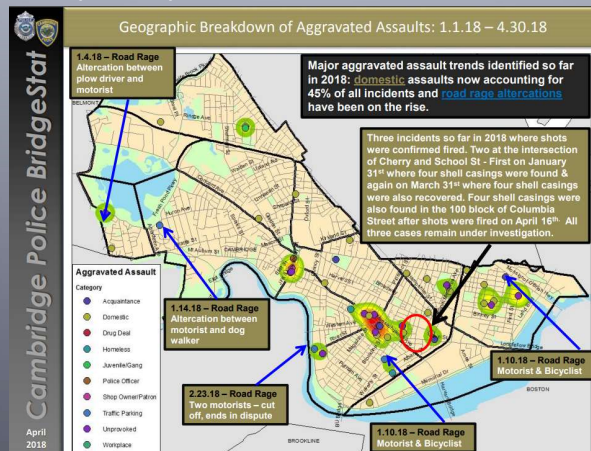 Geographic Breakdown of Aggravated Assaults: 1.1.18 – 4.30.18
Cambridge Police BridgeStat
April
2018
1.4.18 – Road Rage
Altercation between
plow driver and
motorist
Major aggravated assault trends identified so far
in 2018: domestic assaults now accounting for
45% of all incidents and road rage altercations
have been on the rise.
Three incidents so far in 2018 where shots
were confirmed fired. Two at the intersection
of Cherry and School St - First on January
31st where four shell casings were found &
again on March 31st where four shell casings
were also recovered. Four shell casings were
also found in the 100 block of Columbia
Street after shots were fired on April 16th. All
three cases remain under investigation.
BELMONT
Aggravated Assault
Category
Acquaintance
Domestic
Drug Deal
Homeless
Juvenile/Gang
Police Officer
Shop Owner/Patron
Traffic Parking
Unprovoked
Workplace
1.14.18 – Road Rage
Altercation between
motorist and dog
walker
2.23.18 – Road Rage
Two motorists – cut
off, ends in dispute
1.10.18 – Road Rage
Motorist & Bicyclist
1.10.18 – Road Rage
Motorist & Bicyclist
BOSTON
BROOKLINE